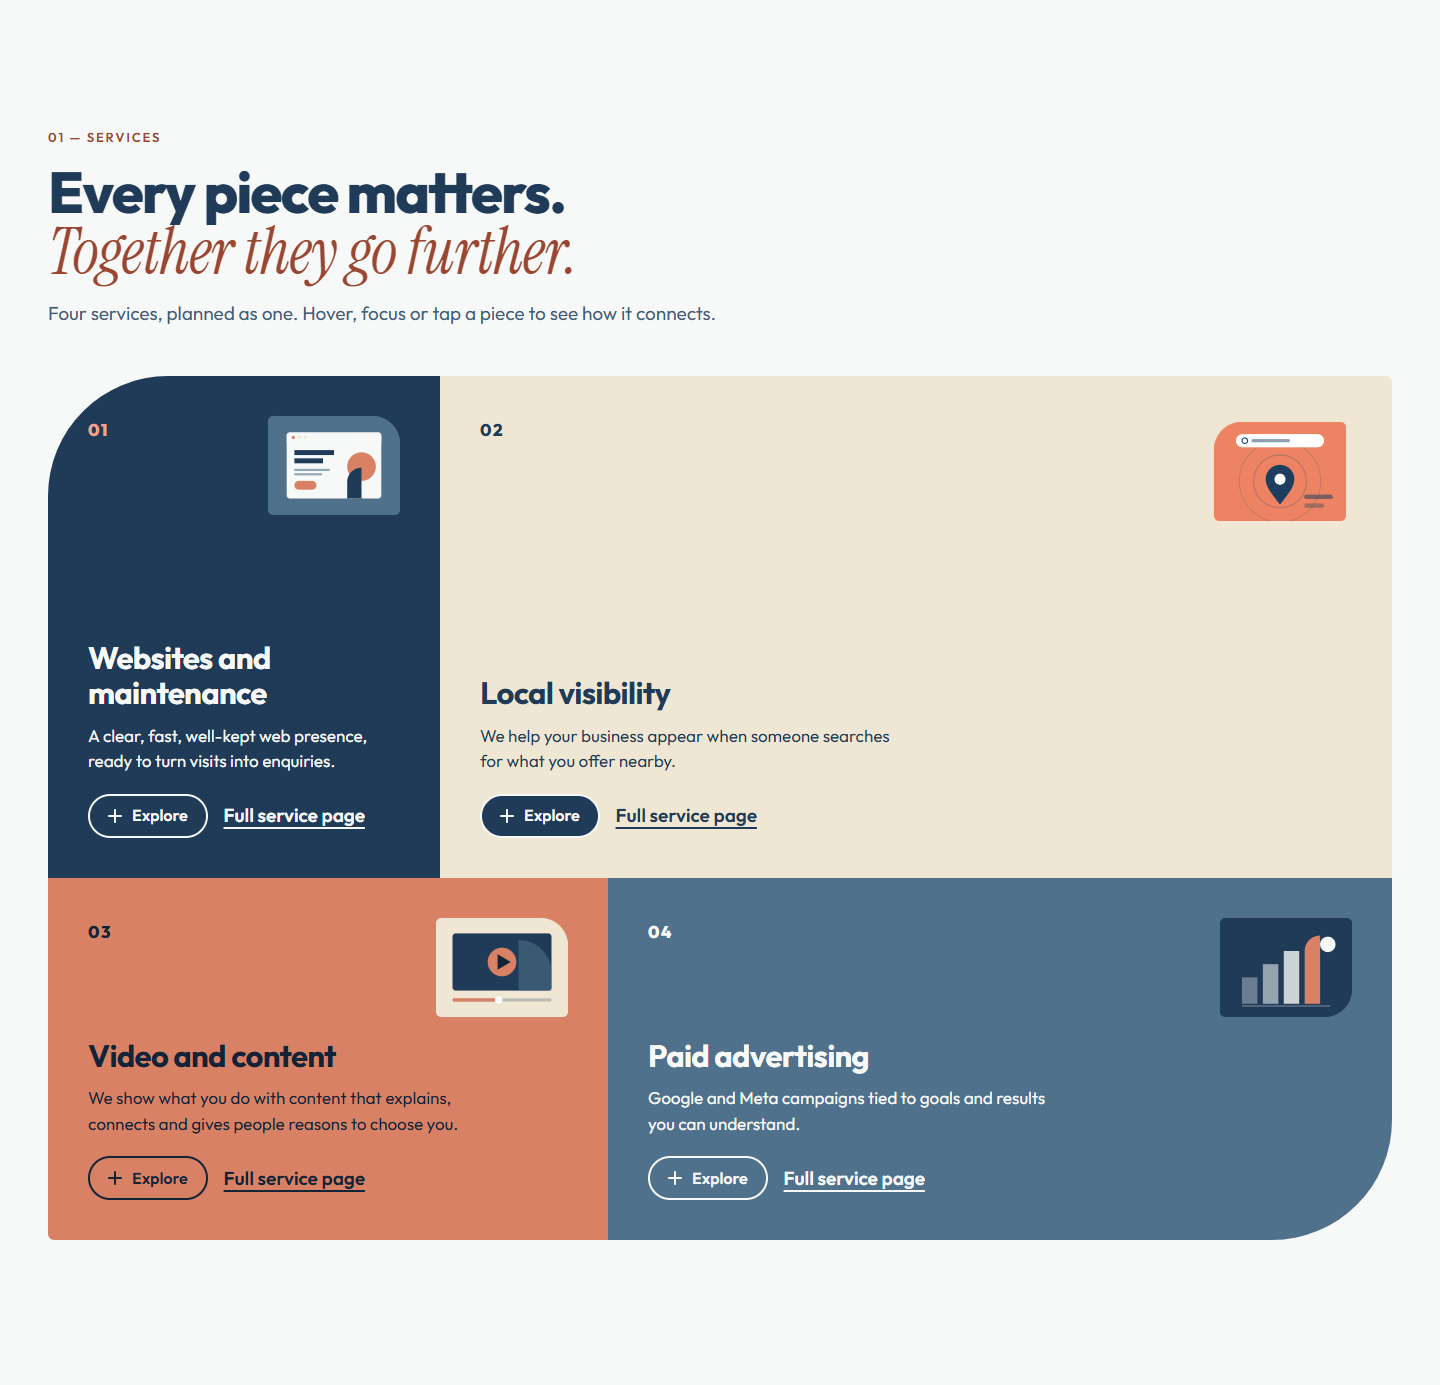 01 — SERVICES
Every piece matters.
Together they go further.
Four services, planned as one. Hover, focus or tap a piece to see how it connects.
01
Websites and
maintenance
A clear, fast, well-kept web presence,
ready to turn visits into enquiries.
+ Explore
Full service page
02
Local visibility
We help your business appear when someone searches
for what you offer nearby.
+ Explore
Full service page
03
Video and content
We show what you do with content that explains,
connects and gives people reasons to choose you.
+ Explore
Full service page
04
Paid advertising
Google and Meta campaigns tied to goals and results
you can understand.
+ Explore
Full service page